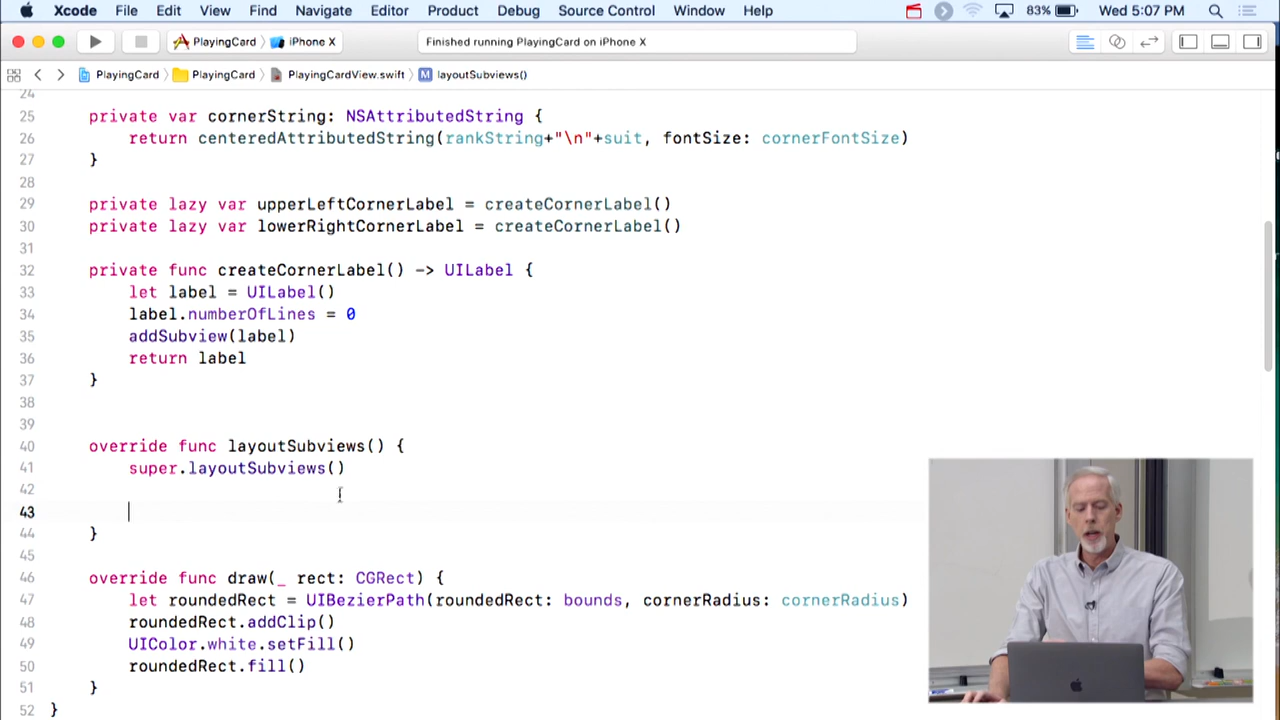 Xcode File Edit View Find Navigate Editor Product Debug Source Control Window Help 83% Wed 5:07 PM
PlayingCard iPhone X Finished running PlayingCard on iPhone X
PlayingCard PlayingCard PlayingCardView.swift M layoutSubviews()
24
25 private var cornerString: NSAttributedString {
26 return centeredAttributedString(rankString+"\n"+suit, fontSize: cornerFontSize)
27 }
28
29 private lazy var upperLeftCornerLabel = createCornerLabel()
30 private lazy var lowerRightCornerLabel = createCornerLabel()
31
32 private func createCornerLabel() -> UILabel {
33 let label = UILabel()
34 label.numberOfLines = 0
35 addSubview(label)
36 return label
37 }
38
39
40 override func layoutSubviews() {
41 super.layoutSubviews()
42
43
44 }
45
46 override func draw(_ rect: CGRect) {
47 let roundedRect = UIBezierPath(roundedRect: bounds, cornerRadius: cornerRadius)
48 roundedRect.addClip()
49 UIColor.white.setFill()
50 roundedRect.fill()
51 }
52 }